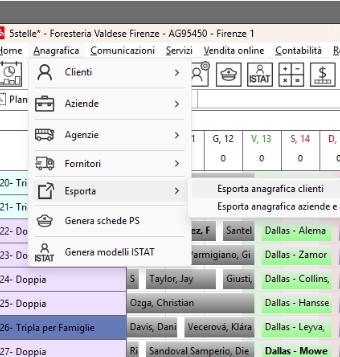 5stelle* - Foresteria Valdese Firenze - AG95450 - Firenze 1
Home Anagrafica Comunicazioni Servizi Vendita online Contabilità R
ISTAT
$
Plan
Clienti
Aziende
Agenzie
Fornitori
Esporta
Genera schede PS
ISTAT
Genera modelli ISTAT
Esporta anagrafica clienti
Esporta anagrafica aziende e
1 G, 12 V, 13 S, 14 D,
0 0 0
20- Tri
21- Tri
22- Do ez, F Santel Dallas - Alema
23- Do Parmigiano, Gi Dallas - Zamor
24- Doppia S Taylor, Jay Giusti, Dallas - Collins,
25- Doppia Ozga, Christian Dallas - Hansse
26- Tripla per Famiglie Davis, Dani Vecerová, Klára Dallas - Leyva,
27- Doppia Ri Sandoval Samperio, Die Dallas - Mowe